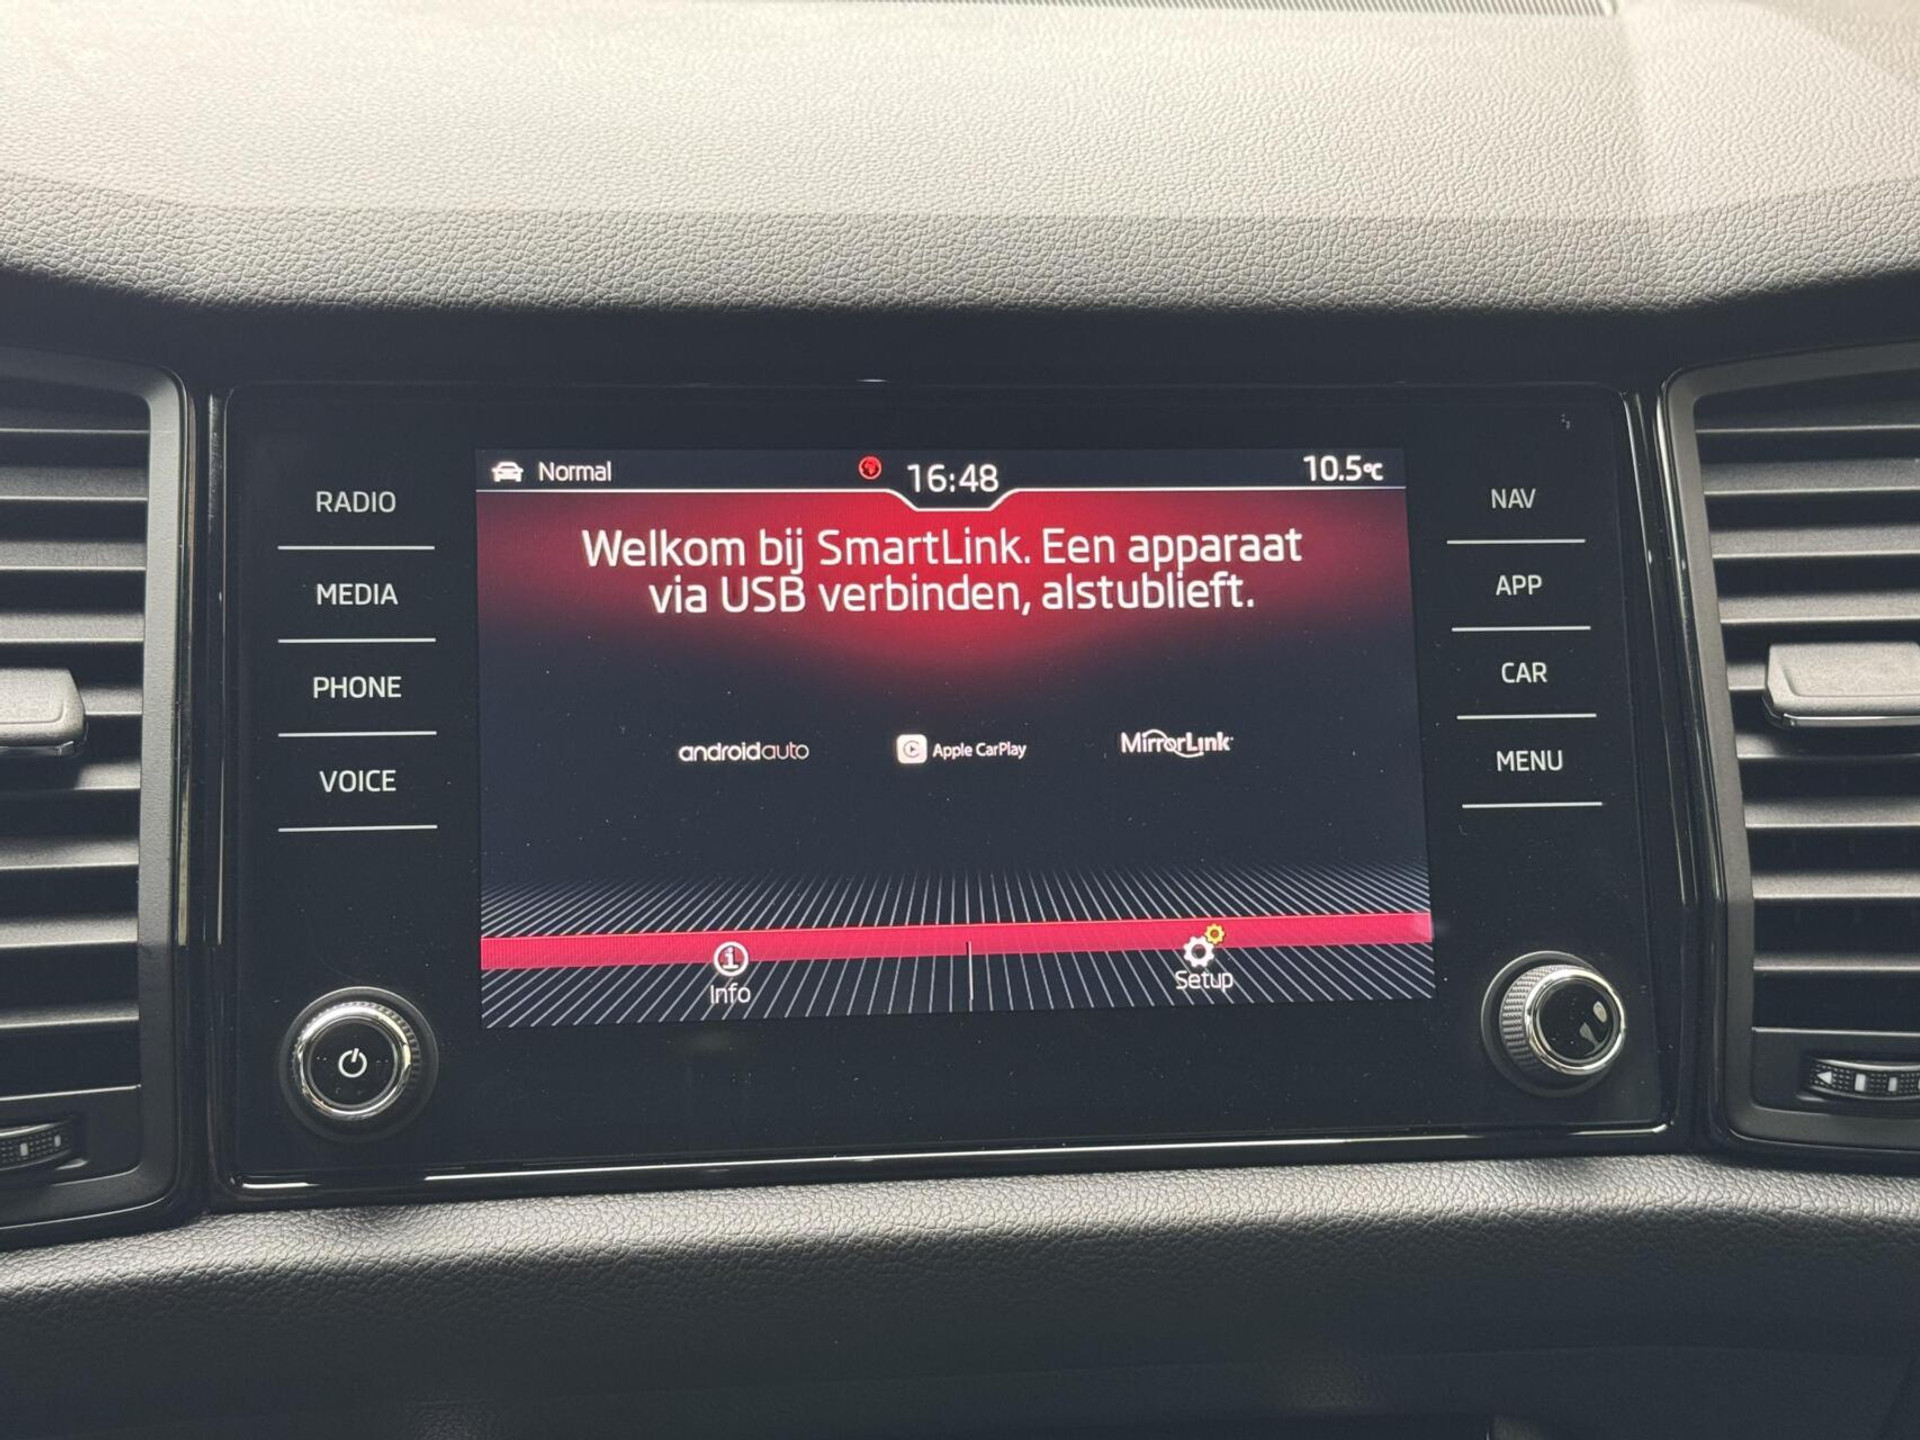 Normal
16:48
10.5°C
RADIO
MEDIA
PHONE
VOICE
Welkom bij SmartLink. Een apparaat
via USB verbinden, alstublieft.
androidauto
Apple CarPlay
MirrorLink
Info
Setup
NAV
APP
CAR
MENU